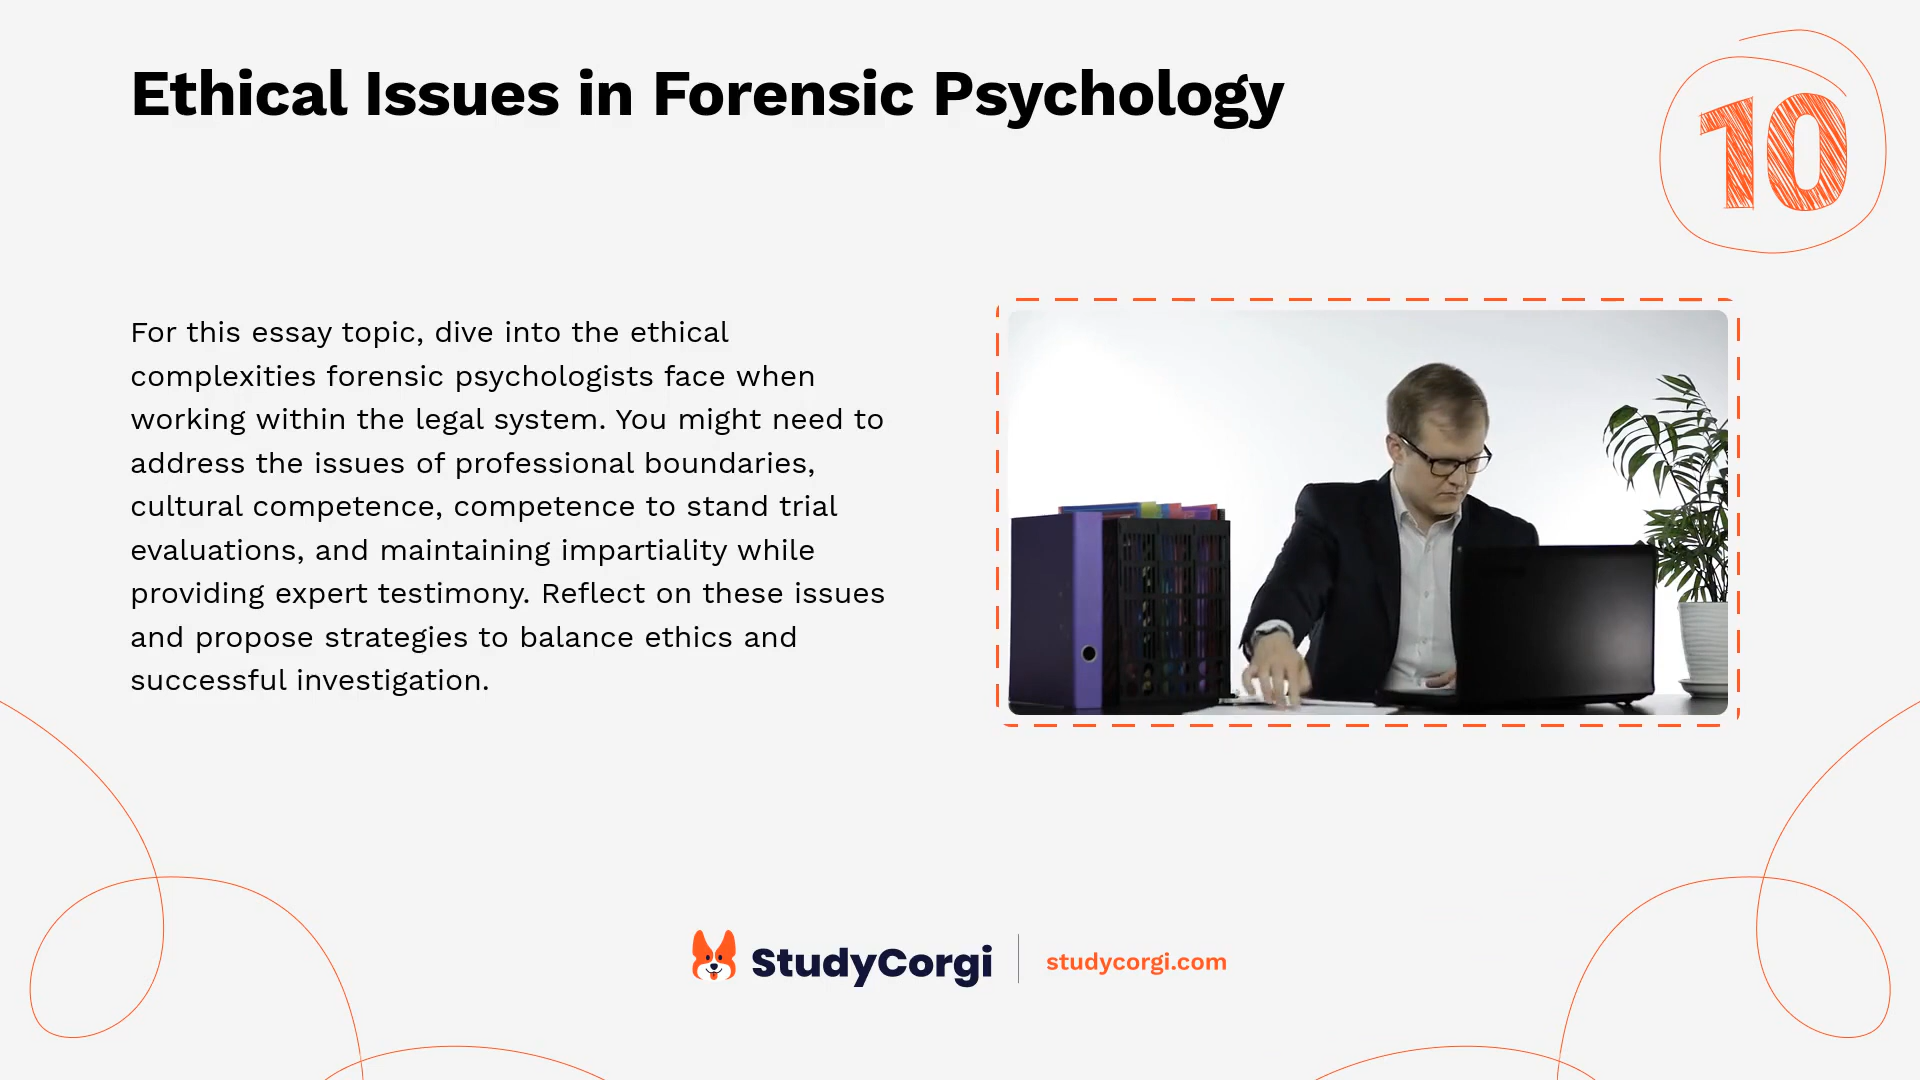 Ethical Issues in Forensic Psychology
10
For this essay topic, dive into the ethical
complexities forensic psychologists face when
working within the legal system. You might need to
address the issues of professional boundaries,
cultural competence, competence to stand trial
evaluations, and maintaining impartiality while
providing expert testimony. Reflect on these issues
and propose strategies to balance ethics and
successful investigation.
StudyCorgi
studycorgi.com